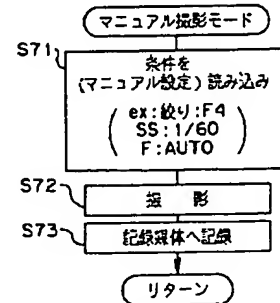 マニュアル撮影モード
S71
条件を
(マニュアル設定) 読み込み
(ex:絞り:F4
SS:1/60
F:AUTO)
S72
撮影
S73
記録媒体へ記録
リターン